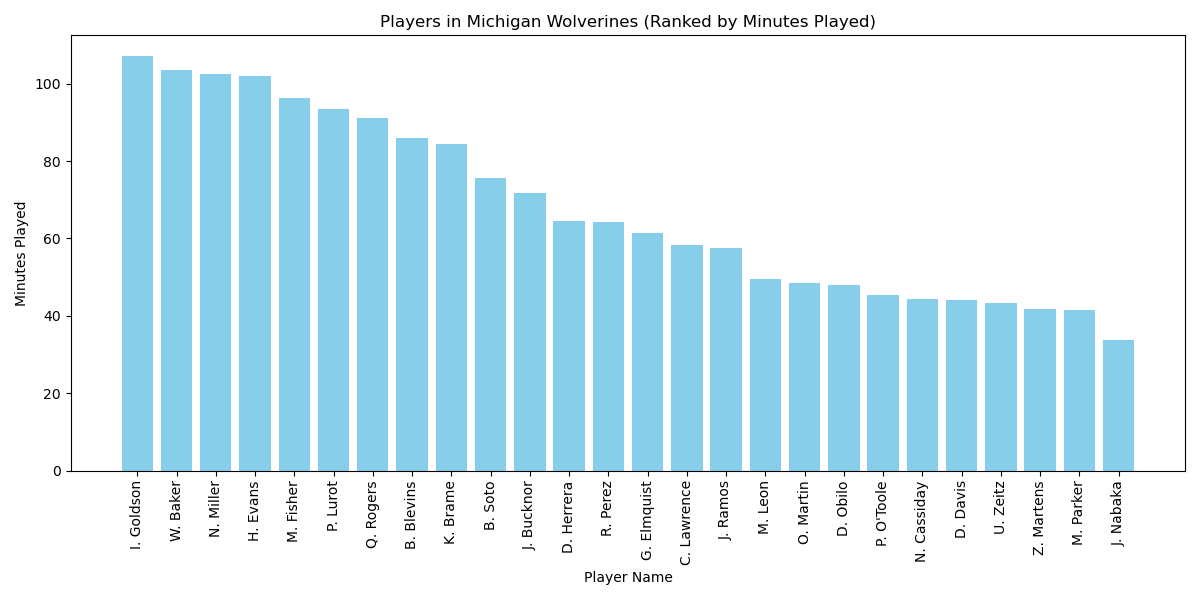 Players in Michigan Wolverines (Ranked by Minutes Played)
Minutes Played
100
80
60
40
20
0
I. Goldson
W. Baker
N. Miller
H. Evans
M. Fisher
P. Lurot
Q. Rogers
B. Blevins
K. Brame
B. Soto
J. Bucknor
D. Herrera
R. Perez
G. Elmquist
C. Lawrence
J. Ramos
M. Leon
O. Martin
D. Obilo
P. O'Toole
N. Cassiday
D. Davis
U. Zeitz
Z. Martens
M. Parker
J. Nabaka
Player Name